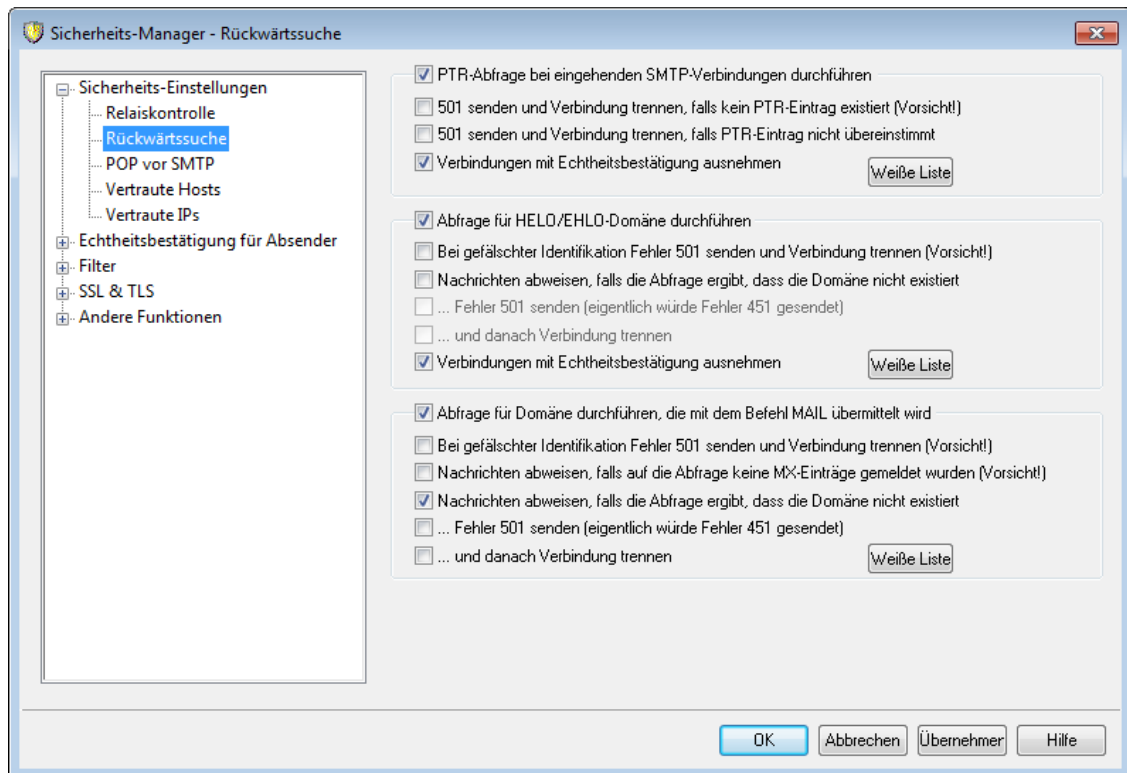 Sicherheits-Manager - Rückwärtssuche
Sicherheits-Einstellungen
Relaiskontrolle
Rückwärtssuche
POP vor SMTP
Vertraute Hosts
Vertraute IPs
Echtheitsbestätigung für Absender
Filter
SSL & TLS
Andere Funktionen
PTR-Abfrage bei eingehenden SMTP-Verbindungen durchführen
501 senden und Verbindung trennen, falls kein PTR-Eintrag existiert (Vorsicht!)
501 senden und Verbindung trennen, falls PTR-Eintrag nicht übereinstimmt
Verbindungen mit Echtheitsbestätigung ausnehmen
Weiße Liste
Abfrage für HELO/EHLO-Domäne durchführen
Bei gefälschter Identifikation Fehler 501 senden und Verbindung trennen (Vorsicht!)
Nachrichten abweisen, falls die Abfrage ergibt, dass die Domäne nicht existiert
... Fehler 501 senden (eigentlich würde Fehler 451 gesendet)
... und danach Verbindung trennen
Verbindungen mit Echtheitsbestätigung ausnehmen
Weiße Liste
Abfrage für Domäne durchführen, die mit dem Befehl MAIL übermittelt wird
Bei gefälschter Identifikation Fehler 501 senden und Verbindung trennen (Vorsicht!)
Nachrichten abweisen, falls auf die Abfrage keine MX-Einträge gemeldet wurden (Vorsicht!)
Nachrichten abweisen, falls die Abfrage ergibt, dass die Domäne nicht existiert
... Fehler 501 senden (eigentlich würde Fehler 451 gesendet)
... und danach Verbindung trennen
Weiße Liste
OK
Abbrechen
Übernehmer
Hilfe